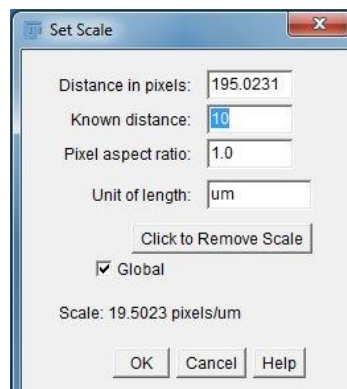 Set Scale
Distance in pixels: 195.0231
Known distance: 10
Pixel aspect ratio: 1.0
Unit of length: um
Click to Remove Scale
Global
Scale: 19.5023 pixels/um
OK Cancel Help